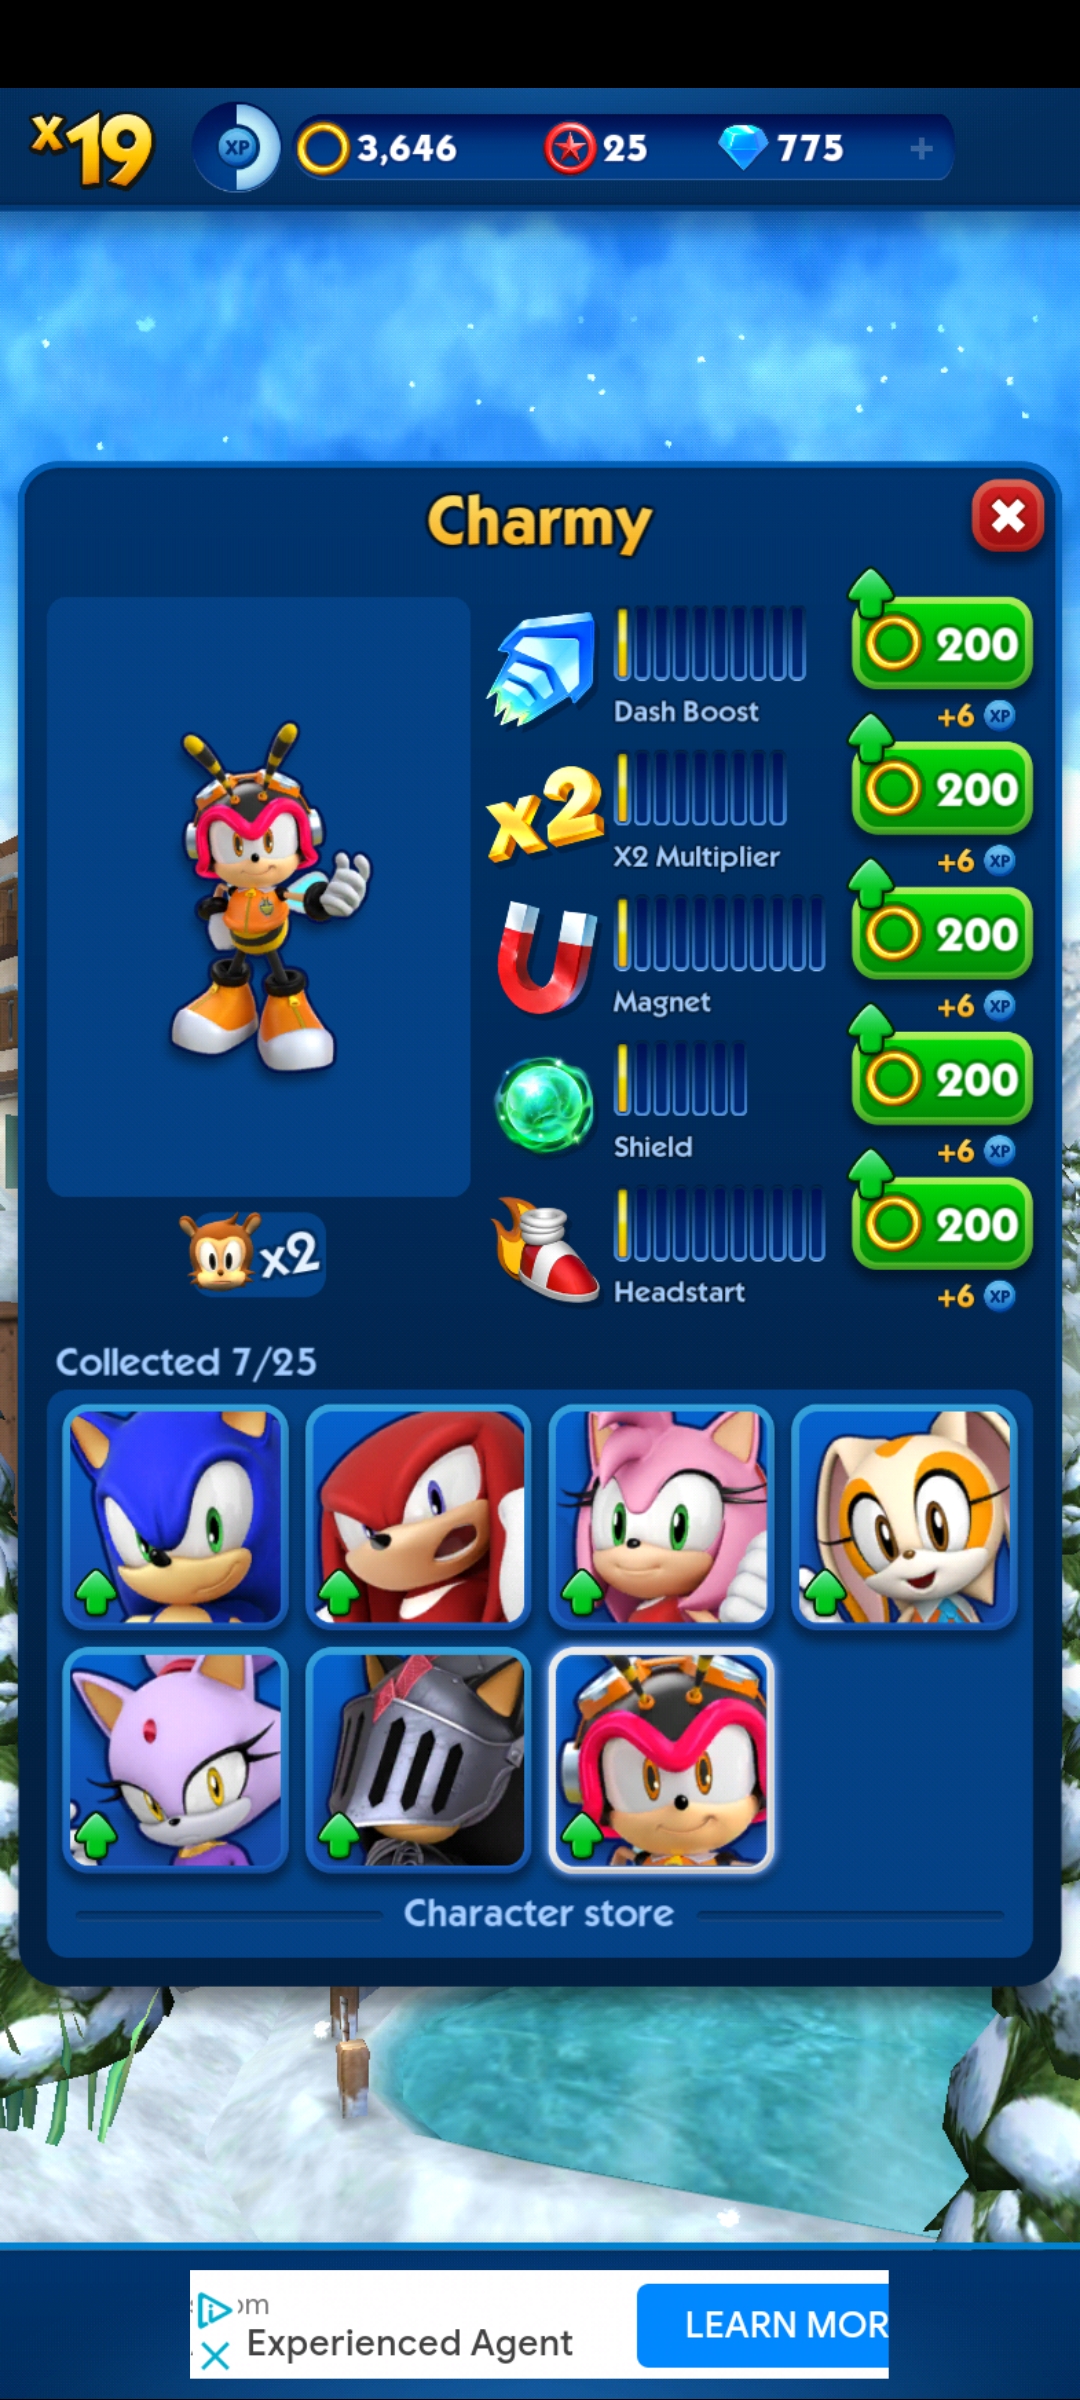 x19 XP 3,646 25 775 +
Charmy
200
Dash Boost
+6 XP
x2
200
X2 Multiplier
+6 XP
200
Magnet
+6 XP
200
Shield
+6 XP
x2
200
Headstart
+6 XP
Collected 7/25
Character store
om
Experienced Agent
LEARN MOR